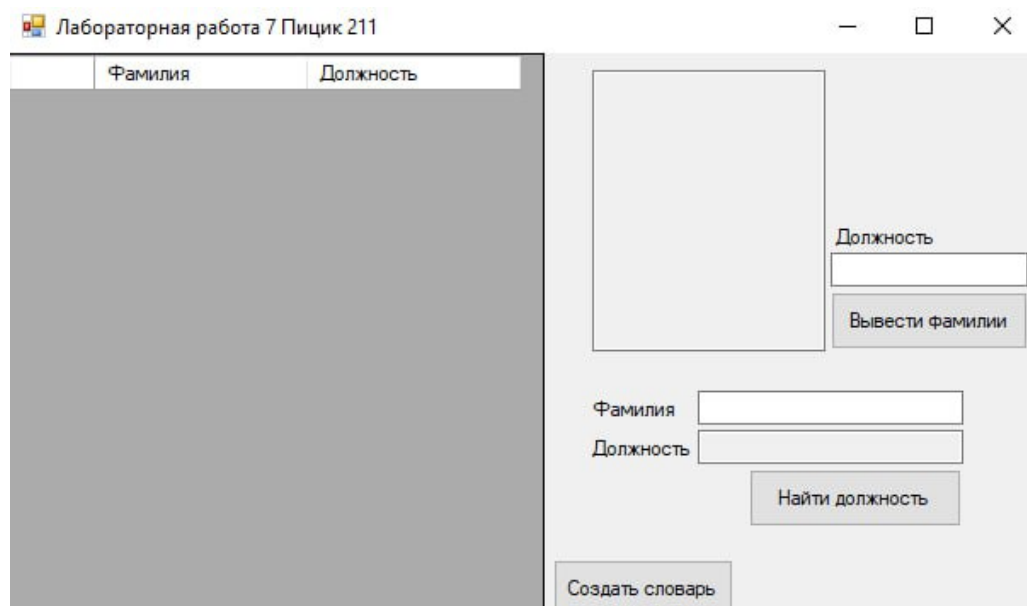 Лабораторная работа 7 Пицик 211
Фамилия Должность
Должность
Вывести фамилии
Фамилия
Должность
Найти должность
Создать словарь